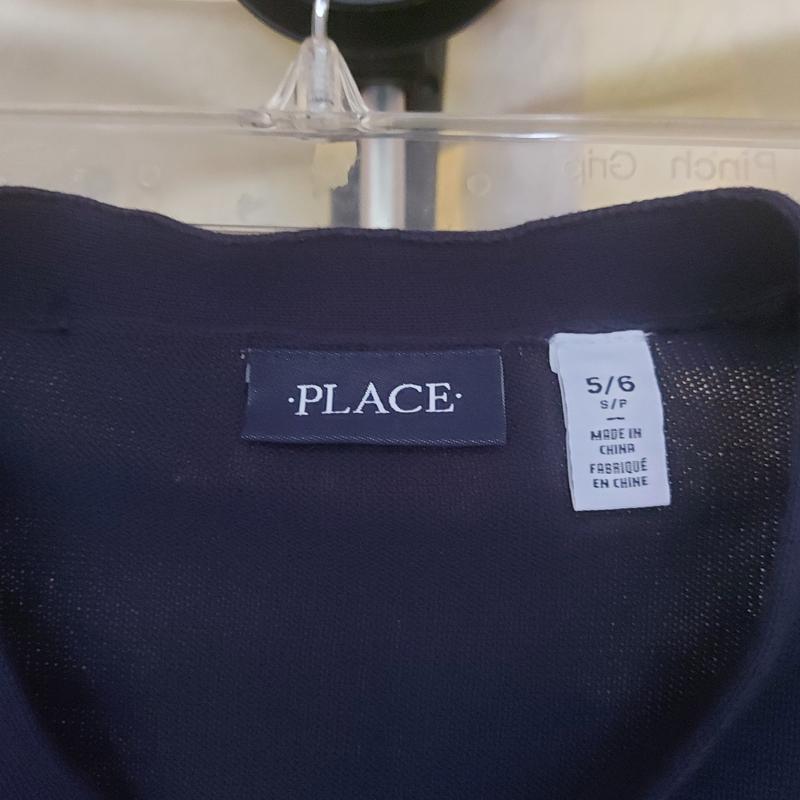 Pinch Grip
·PLACE·
5/6
S/P
MADE IN
CHINA
FABRIQUÉ
EN CHINE